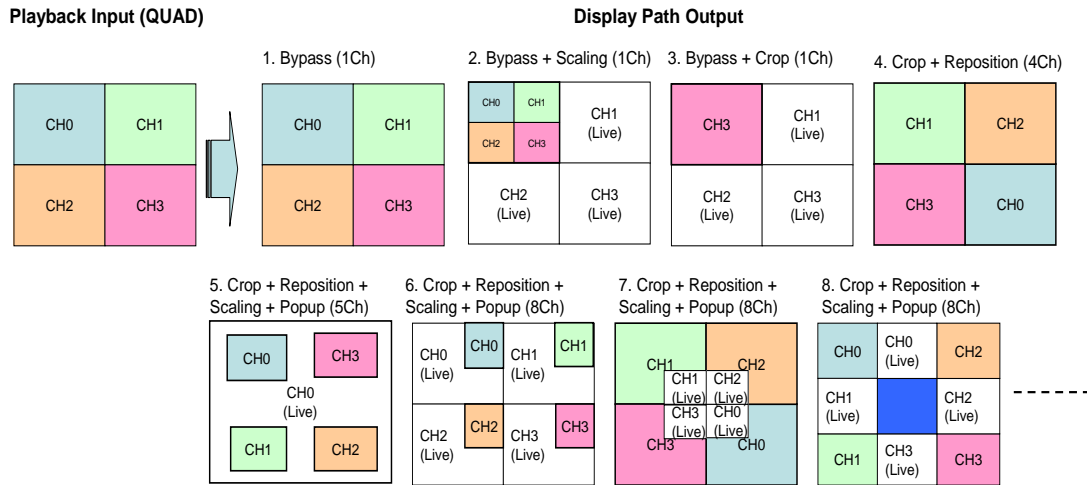 Playback Input (QUAD)
Display Path Output
1. Bypass (1Ch)
2. Bypass + Scaling (1Ch)
3. Bypass + Crop (1Ch)
4. Crop + Reposition (4Ch)
CH0
CH1
CH2
CH3
CH0
CH1
CH2
CH3
CH0
CH1
CH2
CH3
CH1
(Live)
CH2
(Live)
CH3
(Live)
CH3
CH1
(Live)
CH2
(Live)
CH3
(Live)
CH1
CH2
CH3
CH0
5. Crop + Reposition +
Scaling + Popup (5Ch)
6. Crop + Reposition +
Scaling + Popup (8Ch)
7. Crop + Reposition +
Scaling + Popup (8Ch)
8. Crop + Reposition +
Scaling + Popup (8Ch)
CH0
CH3
CH0
(Live)
CH1
CH2
CH0
(Live)
CH0
CH1
(Live)
CH1
CH2
(Live)
CH2
CH3
(Live)
CH3
CH1
CH2
CH1
(Live)
CH2
(Live)
CH3
(Live)
CH0
(Live)
CH3
CH0
CH0
CH0
(Live)
CH2
CH1
(Live)
CH2
(Live)
CH1
CH3
(Live)
CH3